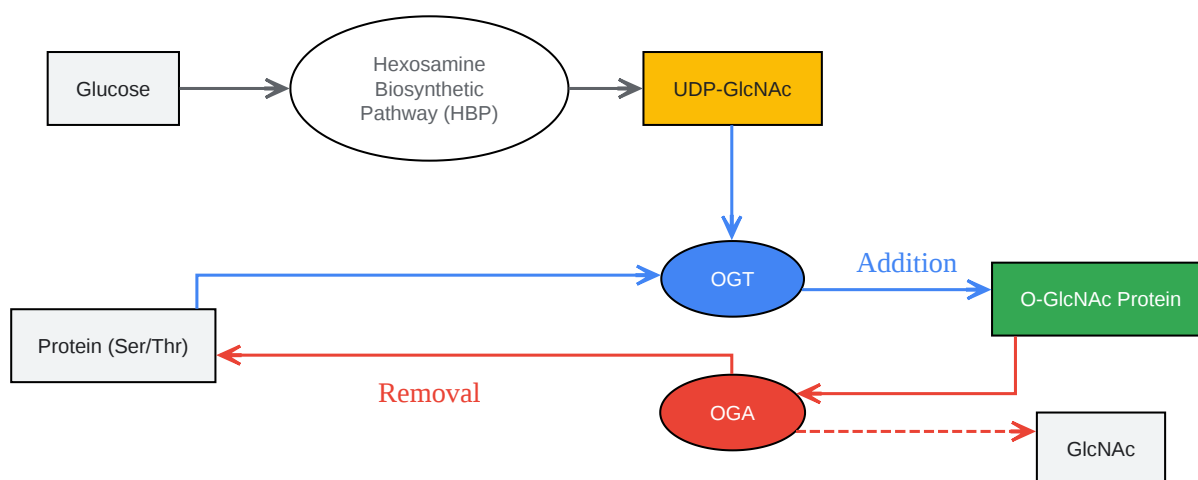 Glucose
Hexosamine
Biosynthetic
Pathway (HBP)
UDP-GlcNAc
OGT
Addition
O-GlcNAc Protein
Protein (Ser/Thr)
Removal
OGA
GlcNAc